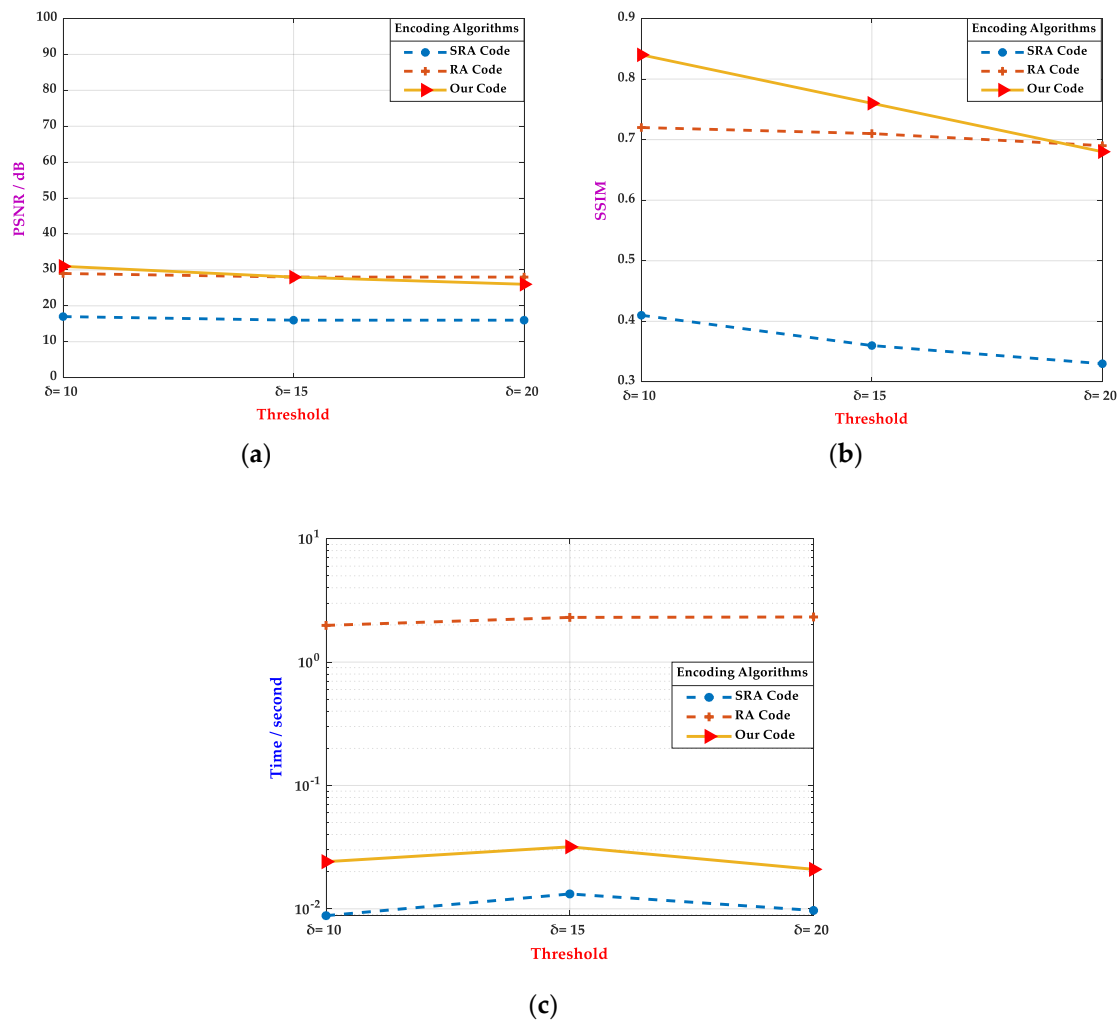 100
90
80
70
60
50
40
30
20
10
0
PSNR / dB
Encoding Algorithms
SRA Code
RA Code
Our Code
δ= 10
δ= 15
δ= 20
Threshold
(a)
0.9
0.8
0.7
0.6
0.5
0.4
0.3
SSIM
Encoding Algorithms
SRA Code
RA Code
Our Code
δ= 10
δ= 15
δ= 20
Threshold
(b)
10^1
10^0
10^-1
10^-2
Time / second
Encoding Algorithms
SRA Code
RA Code
Our Code
δ= 10
δ= 15
δ= 20
Threshold
(c)